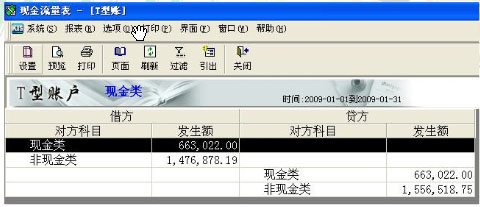 现金流量表 - [T型账]
系统(S) 报表(R) 选项(O) 打印(P) 界面(F) 窗口(W) 帮助(H)
设置 预览 打印 页面 刷新 过滤 引出 关闭
T型账户 现金类 时间:2009-01-01到2009-01-31
借方 贷方
对方科目 发生额 对方科目 发生额
现金类 663,022.00
非现金类 1,476,878.19
现金类 663,022.00
非现金类 1,556,518.75